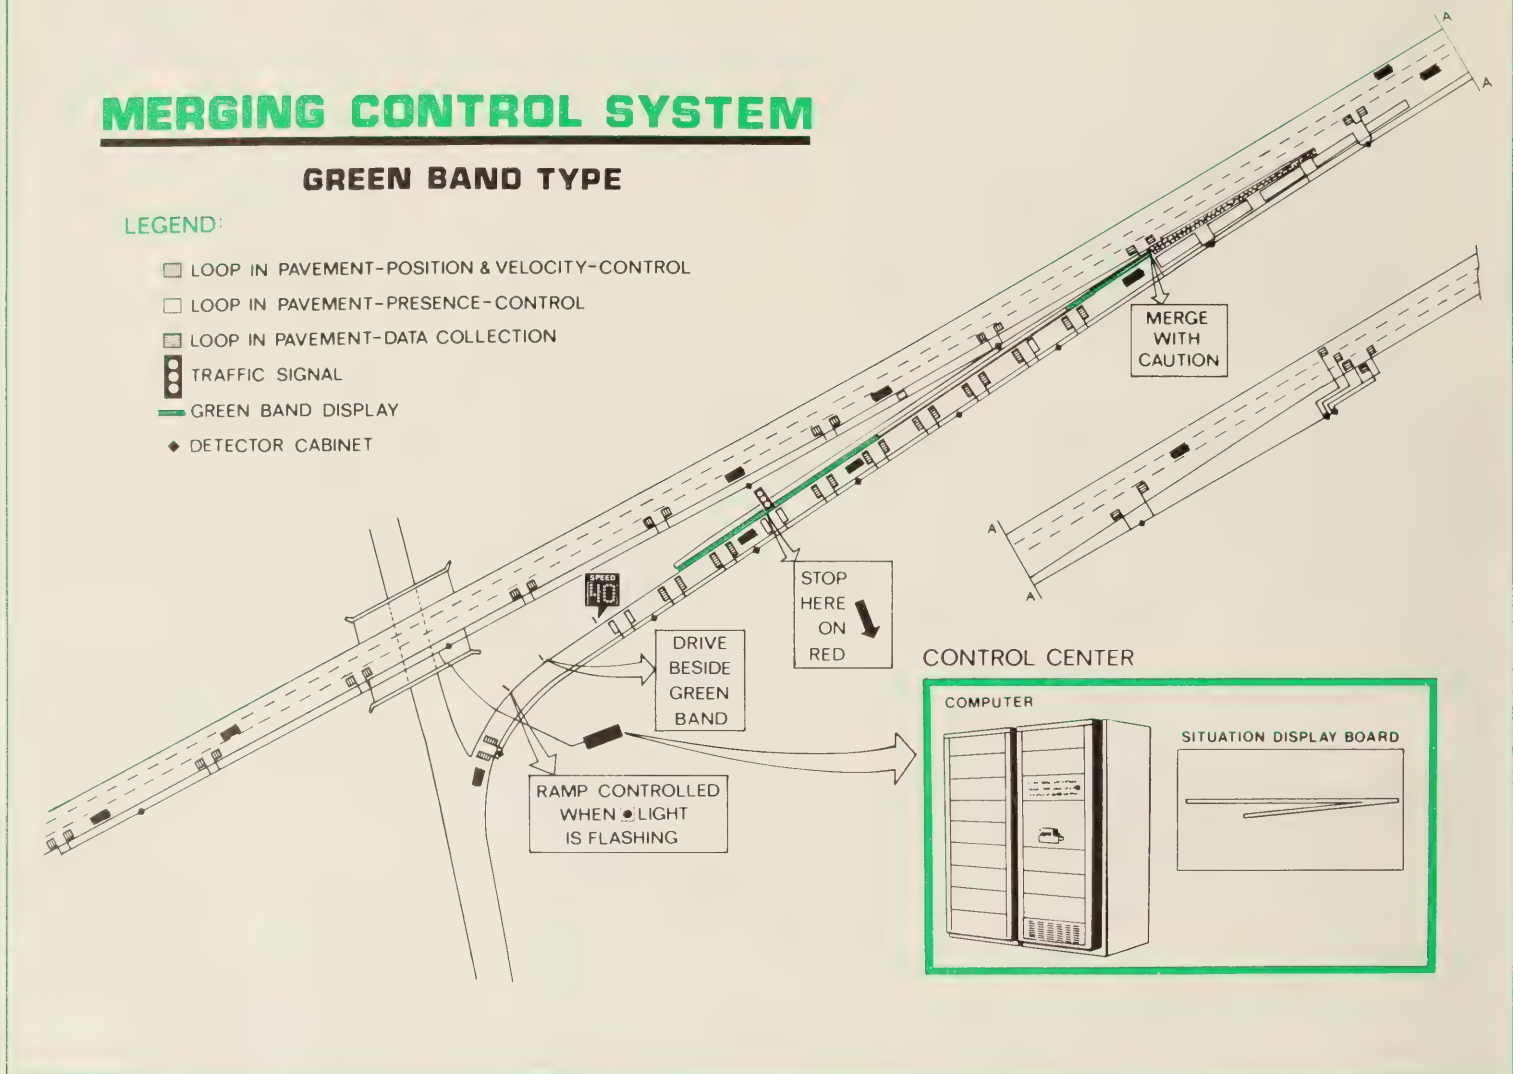 MERGING CONTROL SYSTEM
GREEN BAND TYPE
LEGEND:
LOOP IN PAVEMENT-POSITION & VELOCITY-CONTROL
LOOP IN PAVEMENT-PRESENCE-CONTROL
LOOP IN PAVEMENT-DATA COLLECTION
TRAFFIC SIGNAL
GREEN BAND DISPLAY
DETECTOR CABINET
A
A
MERGE
WITH
CAUTION
A
A
SPEED
40
STOP
HERE
ON
RED
DRIVE
BESIDE
GREEN
BAND
RAMP CONTROLLED
WHEN LIGHT
IS FLASHING
CONTROL CENTER
COMPUTER
SITUATION DISPLAY BOARD